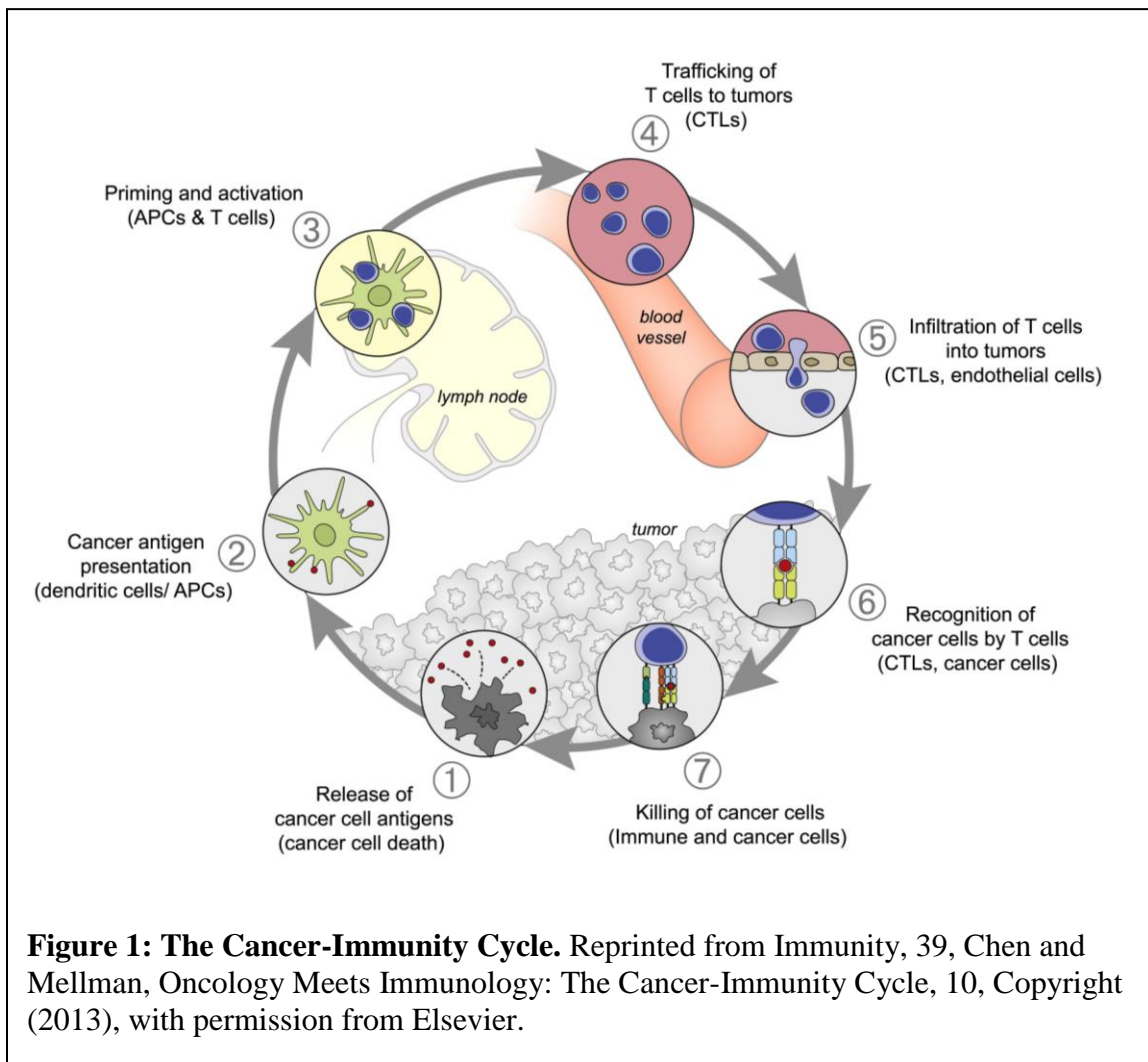 Trafficking of
T cells to tumors
(CTLs)
④
Priming and activation
(APCs & T cells)
③
blood
vessel
⑤
Infiltration of T cells
into tumors
(CTLs, endothelial cells)
lymph node
tumor
Cancer antigen
presentation
(dendritic cells/ APCs)
②
⑥
Recognition of
cancer cells by T cells
(CTLs, cancer cells)
①
Release of
cancer cell antigens
(cancer cell death)
⑦
Killing of cancer cells
(Immune and cancer cells)
Figure 1: The Cancer-Immunity Cycle. Reprinted from Immunity, 39, Chen and
Mellman, Oncology Meets Immunology: The Cancer-Immunity Cycle, 10, Copyright
(2013), with permission from Elsevier.